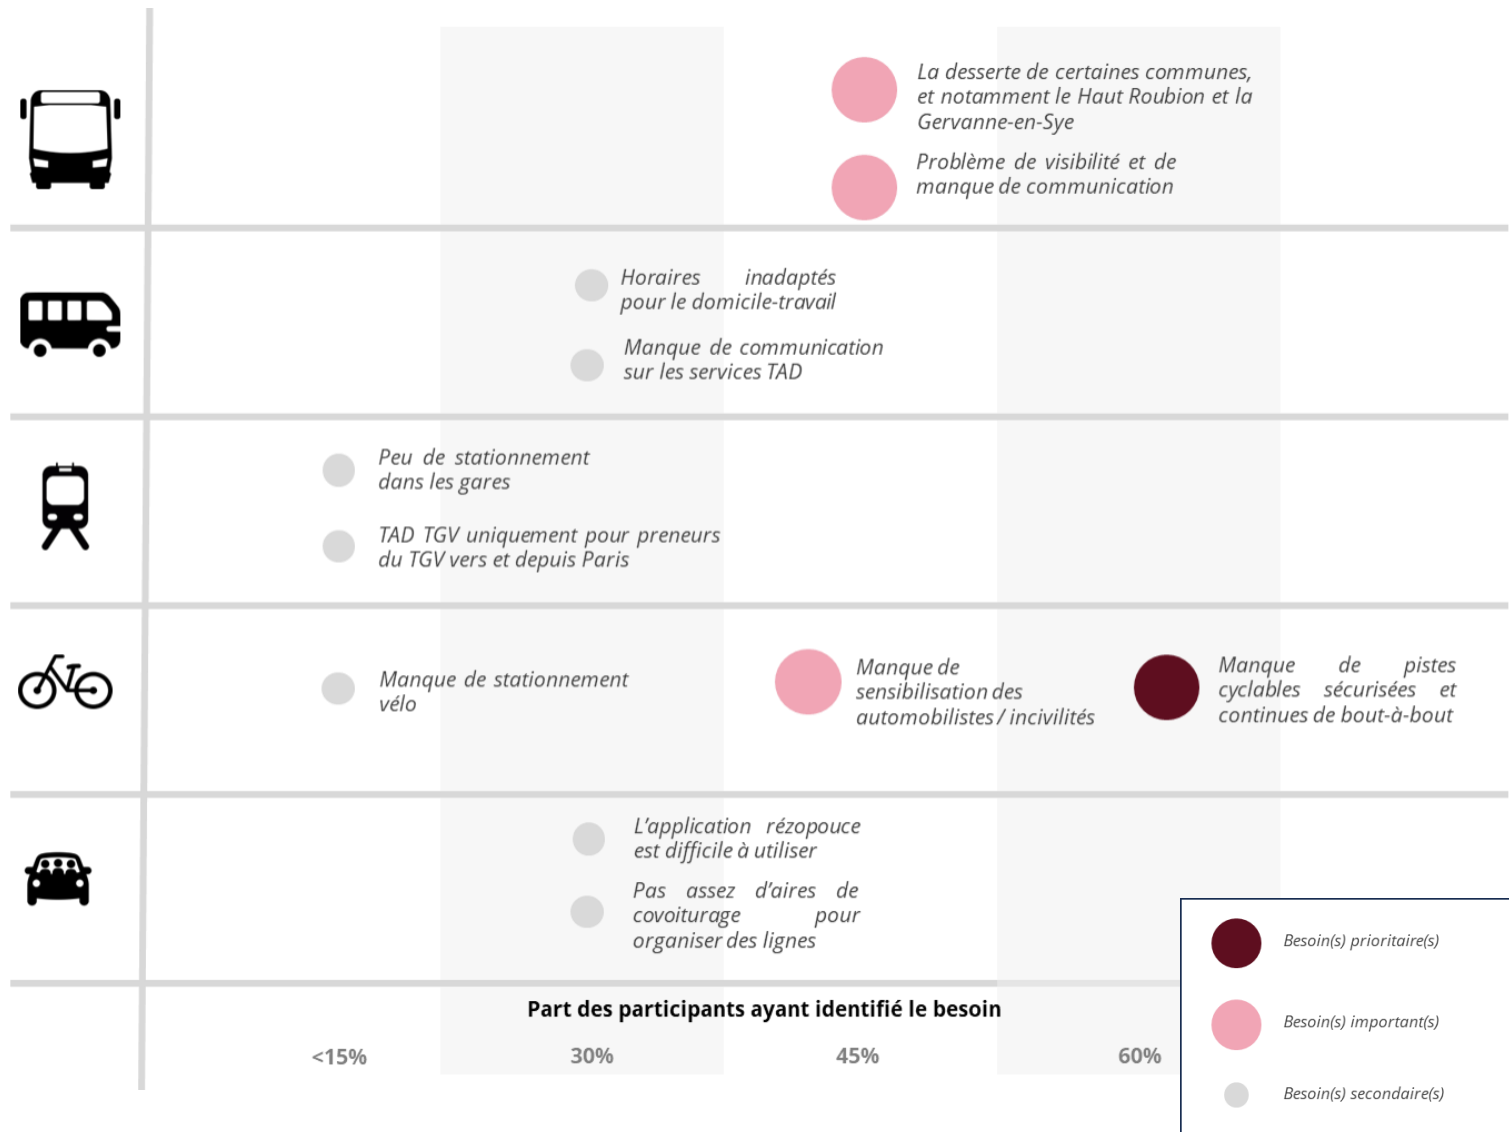 La desserte de certaines communes,
et notamment le Haut Roubion et la
Gervanne-en-Sye
Problème de visibilité et de
manque de communication
Horaires inadaptés
pour le domicile-travail
Manque de communication
sur les services TAD
Peu de stationnement
dans les gares
TAD TGV uniquement pour preneurs
du TGV vers et depuis Paris
Manque de stationnement
vélo
Manque de
sensibilisation des
automobilistes / incivilités
Manque de pistes
cyclables sécurisées et
continues de bout-à-bout
L'application rézopouce
est difficile à utiliser
Pas assez d'aires de
covoiturage pour
organiser des lignes
Part des participants ayant identifié le besoin
<15%
30%
45%
60%
Besoin(s) prioritaire(s)
Besoin(s) important(s)
Besoin(s) secondaire(s)